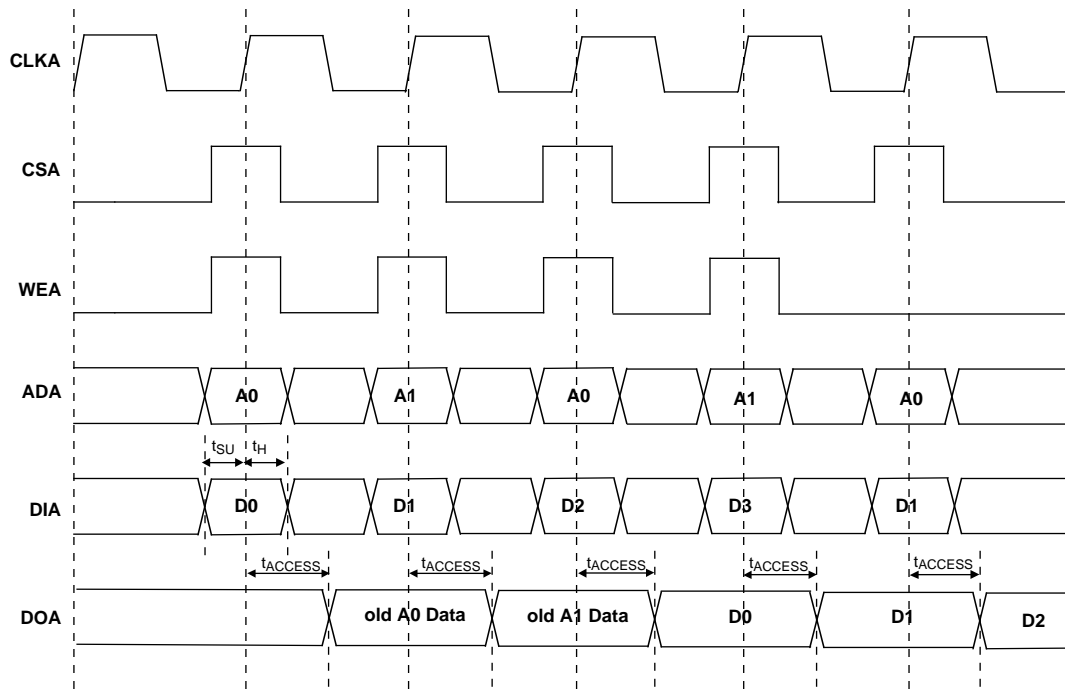 CLKA
CSA
WEA
ADA A0 A1 A0 A1 A0
tSU tH
DIA D0 D1 D2 D3 D1
tACCESS tACCESS tACCESS tACCESS tACCESS
DOA old A0 Data old A1 Data D0 D1 D2